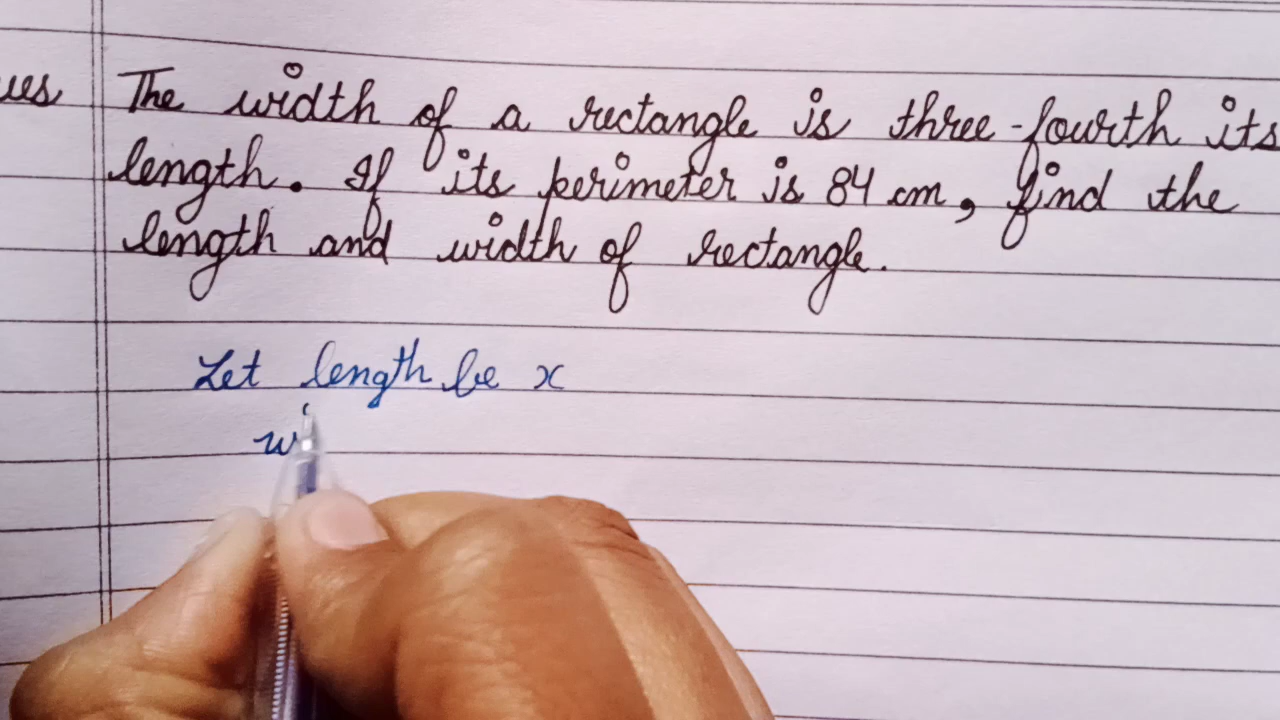 The width of a rectangle is three-fourth its
length. If its perimeter is 84 cm, find the
length and width of rectangle.
Let length be x